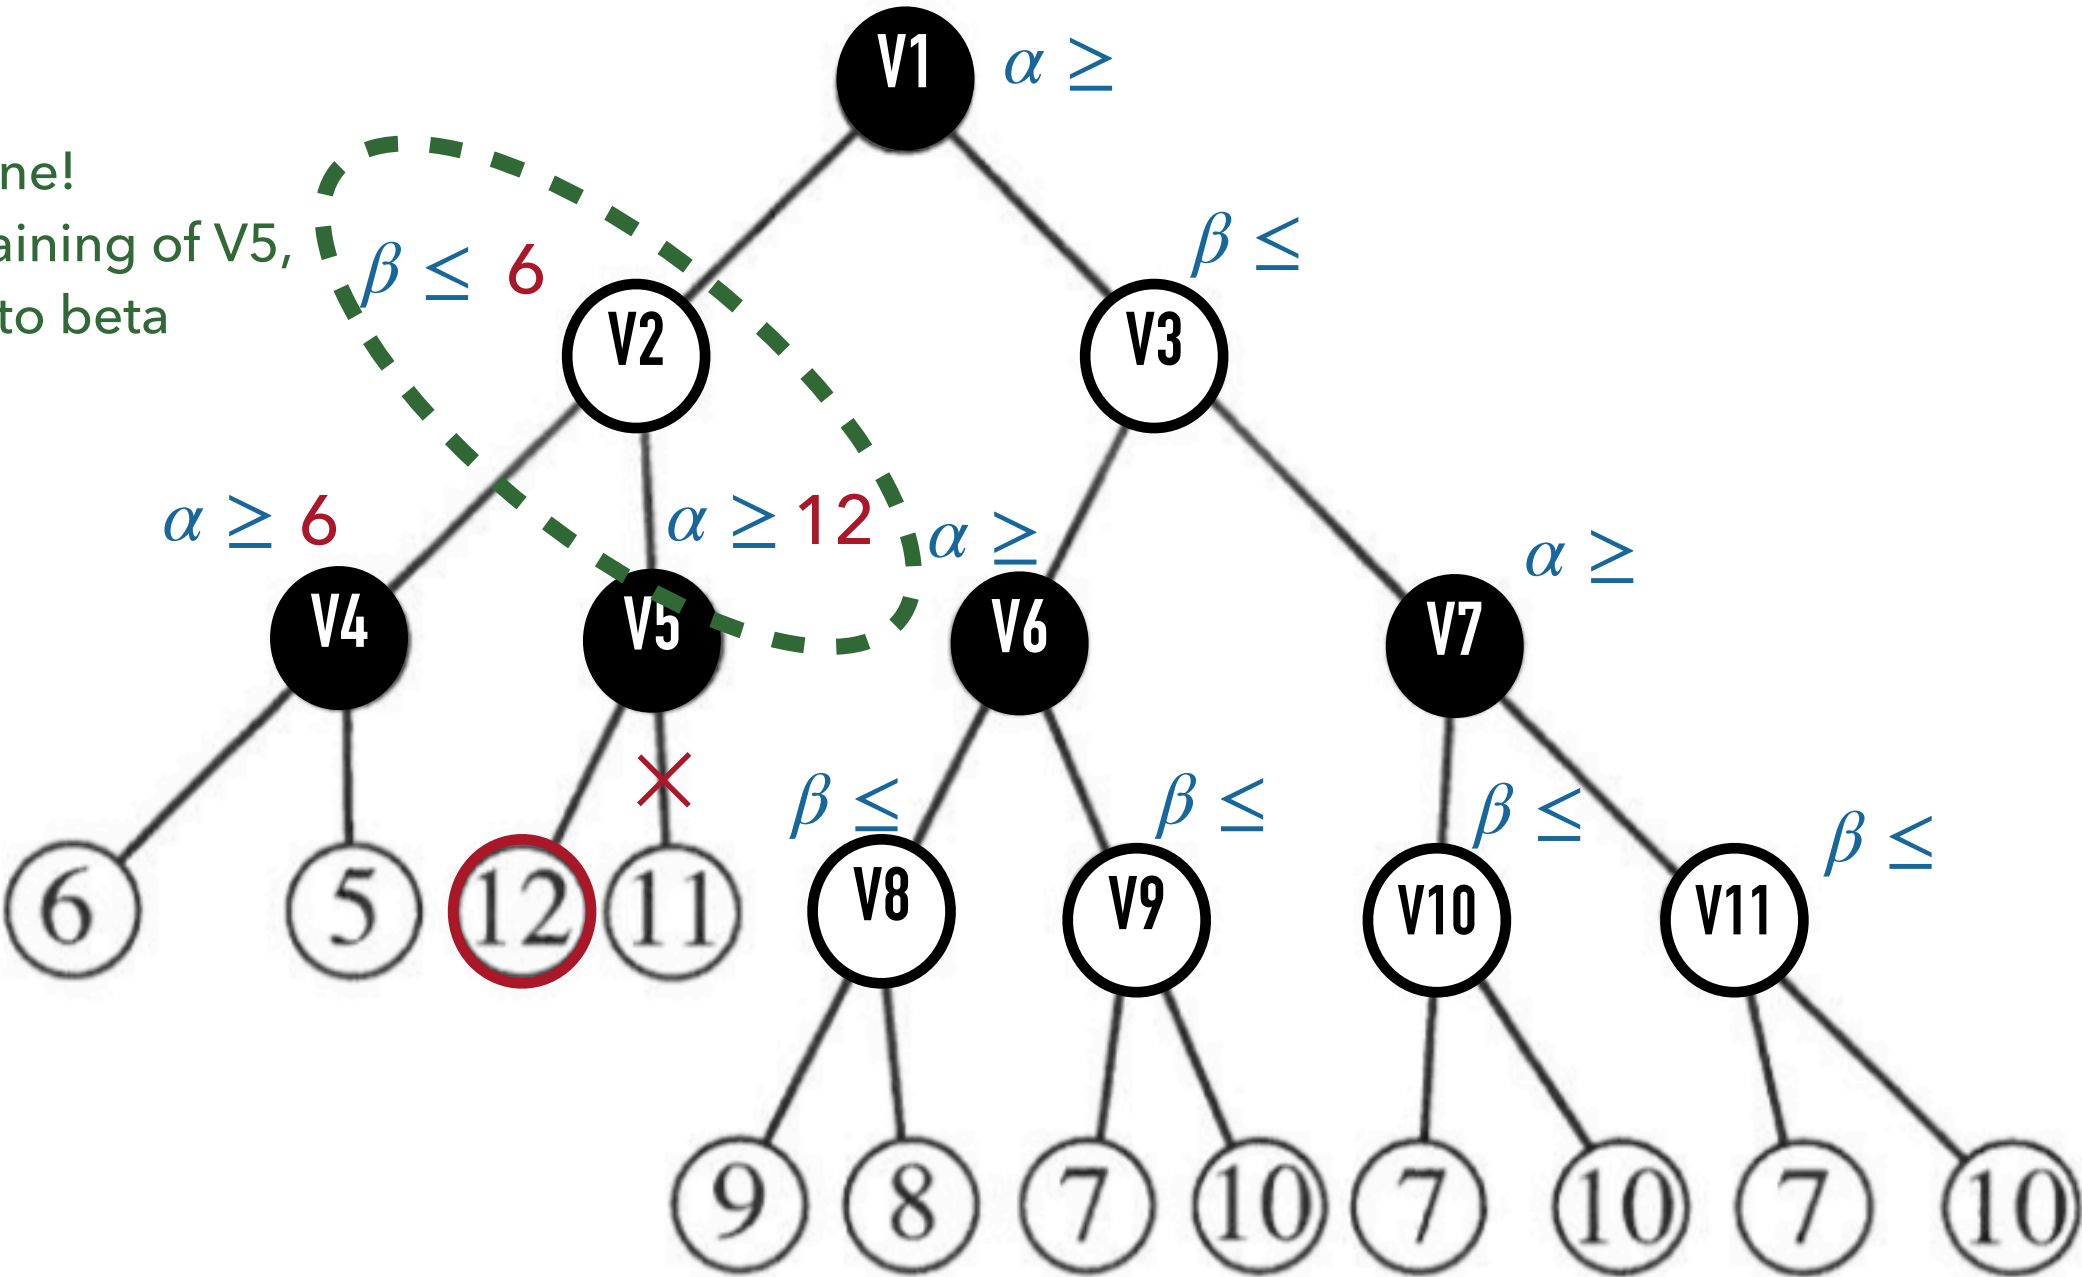 V1 α ≥
ne!
aining of V5,
to beta
β ≤ 6
β ≤
V2
V3
α ≥ 6
α ≥ 12
α ≥
α ≥
V4
V5
V6
V7
β ≤
β ≤
β ≤
β ≤
6
5
12
11
V8
V9
V10
V11
9
8
7
10
7
10
7
10